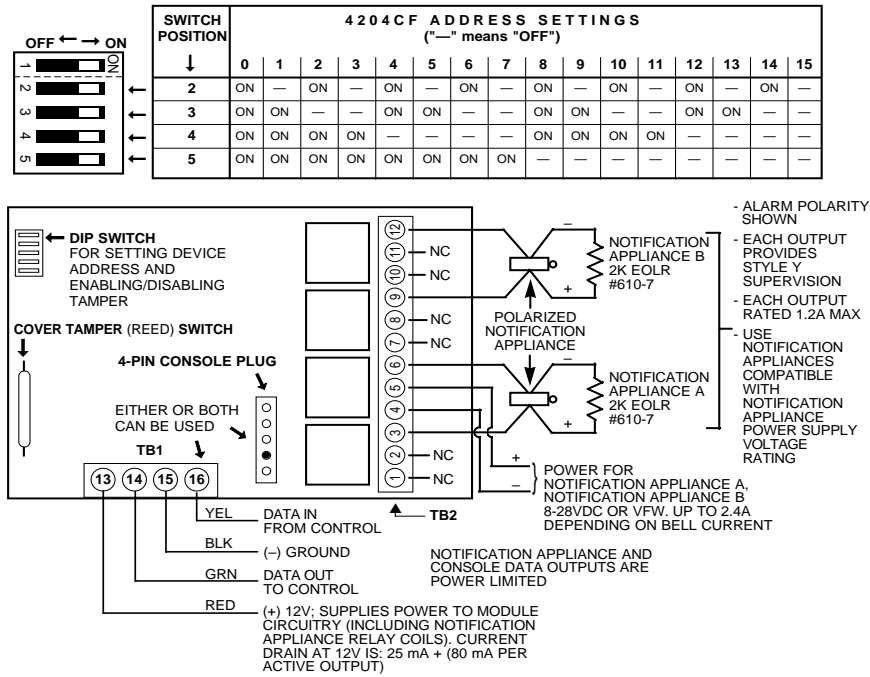 OFF ← → ON
ON
1
2
3
4
5
SWITCH POSITION ↓
4204CF ADDRESS SETTINGS
("—" means "OFF")
0 1 2 3 4 5 6 7 8 9 10 11 12 13 14 15
2 ON — ON — ON — ON — ON — ON — ON — ON —
3 ON ON — — ON ON — — ON ON — — ON ON — —
4 ON ON ON ON — — — — ON ON ON ON — — — —
5 ON ON ON ON ON ON ON ON — — — — — — — —
DIP SWITCH
FOR SETTING DEVICE
ADDRESS AND
ENABLING/DISABLING
TAMPER
COVER TAMPER (REED) SWITCH
4-PIN CONSOLE PLUG
EITHER OR BOTH
CAN BE USED
TB1
13 14 15 16
12
11 NC
10 NC
9
8 NC
7 NC
6
5
4
3
2 NC
1 NC
TB2
–
+
NOTIFICATION
APPLIANCE B
2K EOLR
#610-7
POLARIZED
NOTIFICATION
APPLIANCE
–
+
NOTIFICATION
APPLIANCE A
2K EOLR
#610-7
- ALARM POLARITY
SHOWN
- EACH OUTPUT
PROVIDES
STYLE Y
SUPERVISION
- EACH OUTPUT
RATED 1.2A MAX
- USE
NOTIFICATION
APPLIANCES
COMPATIBLE
WITH
NOTIFICATION
APPLIANCE
POWER SUPPLY
VOLTAGE
RATING
+
–
POWER FOR
NOTIFICATION APPLIANCE A,
NOTIFICATION APPLIANCE B
8-28VDC OR VFW. UP TO 2.4A
DEPENDING ON BELL CURRENT
YEL DATA IN
FROM CONTROL
BLK (–) GROUND
GRN DATA OUT
TO CONTROL
RED (+) 12V; SUPPLIES POWER TO MODULE
CIRCUITRY (INCLUDING NOTIFICATION
APPLIANCE RELAY COILS). CURRENT
DRAIN AT 12V IS: 25 mA + (80 mA PER
ACTIVE OUTPUT)
NOTIFICATION APPLIANCE AND
CONSOLE DATA OUTPUTS ARE
POWER LIMITED